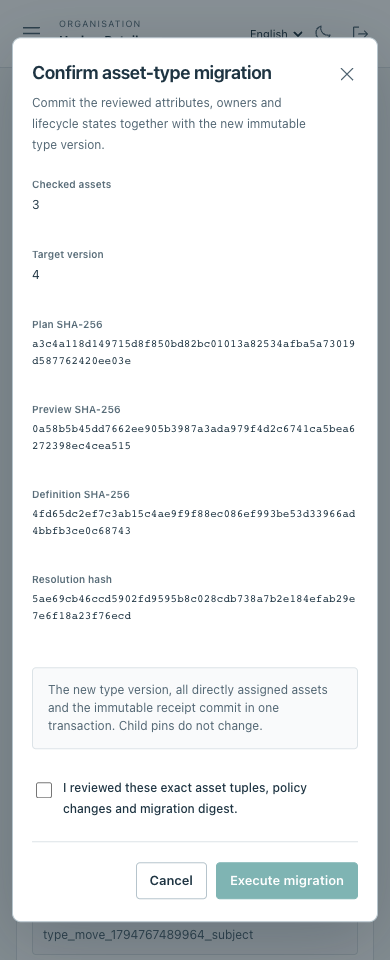 ORGANISATION
English
Confirm asset-type migration
Commit the reviewed attributes, owners and
lifecycle states together with the new immutable
type version.
Checked assets
3
Target version
4
Plan SHA-256
a3c4a118d149715d8f850bd82bc01013a82534afba5a73019
d587762420ee03e
Preview SHA-256
0a58b5b45dd7662ee905b3987a3ada979f4d2c6741ca5bea6
272398ec4cea515
Definition SHA-256
4fd65dc2ef7c3ab15c4ae9f9f88ec086ef993be53d33966ad
4bbfb3ce0c68743
Resolution hash
5ae69cb46ccd5902fd9595b8c028cdb738a7b2e184efab29e
7e6f18a23f76ecd
The new type version, all directly assigned assets
and the immutable receipt commit in one
transaction. Child pins do not change.
I reviewed these exact asset tuples, policy
changes and migration digest.
Cancel
Execute migration
type_move_1794767489964_subject